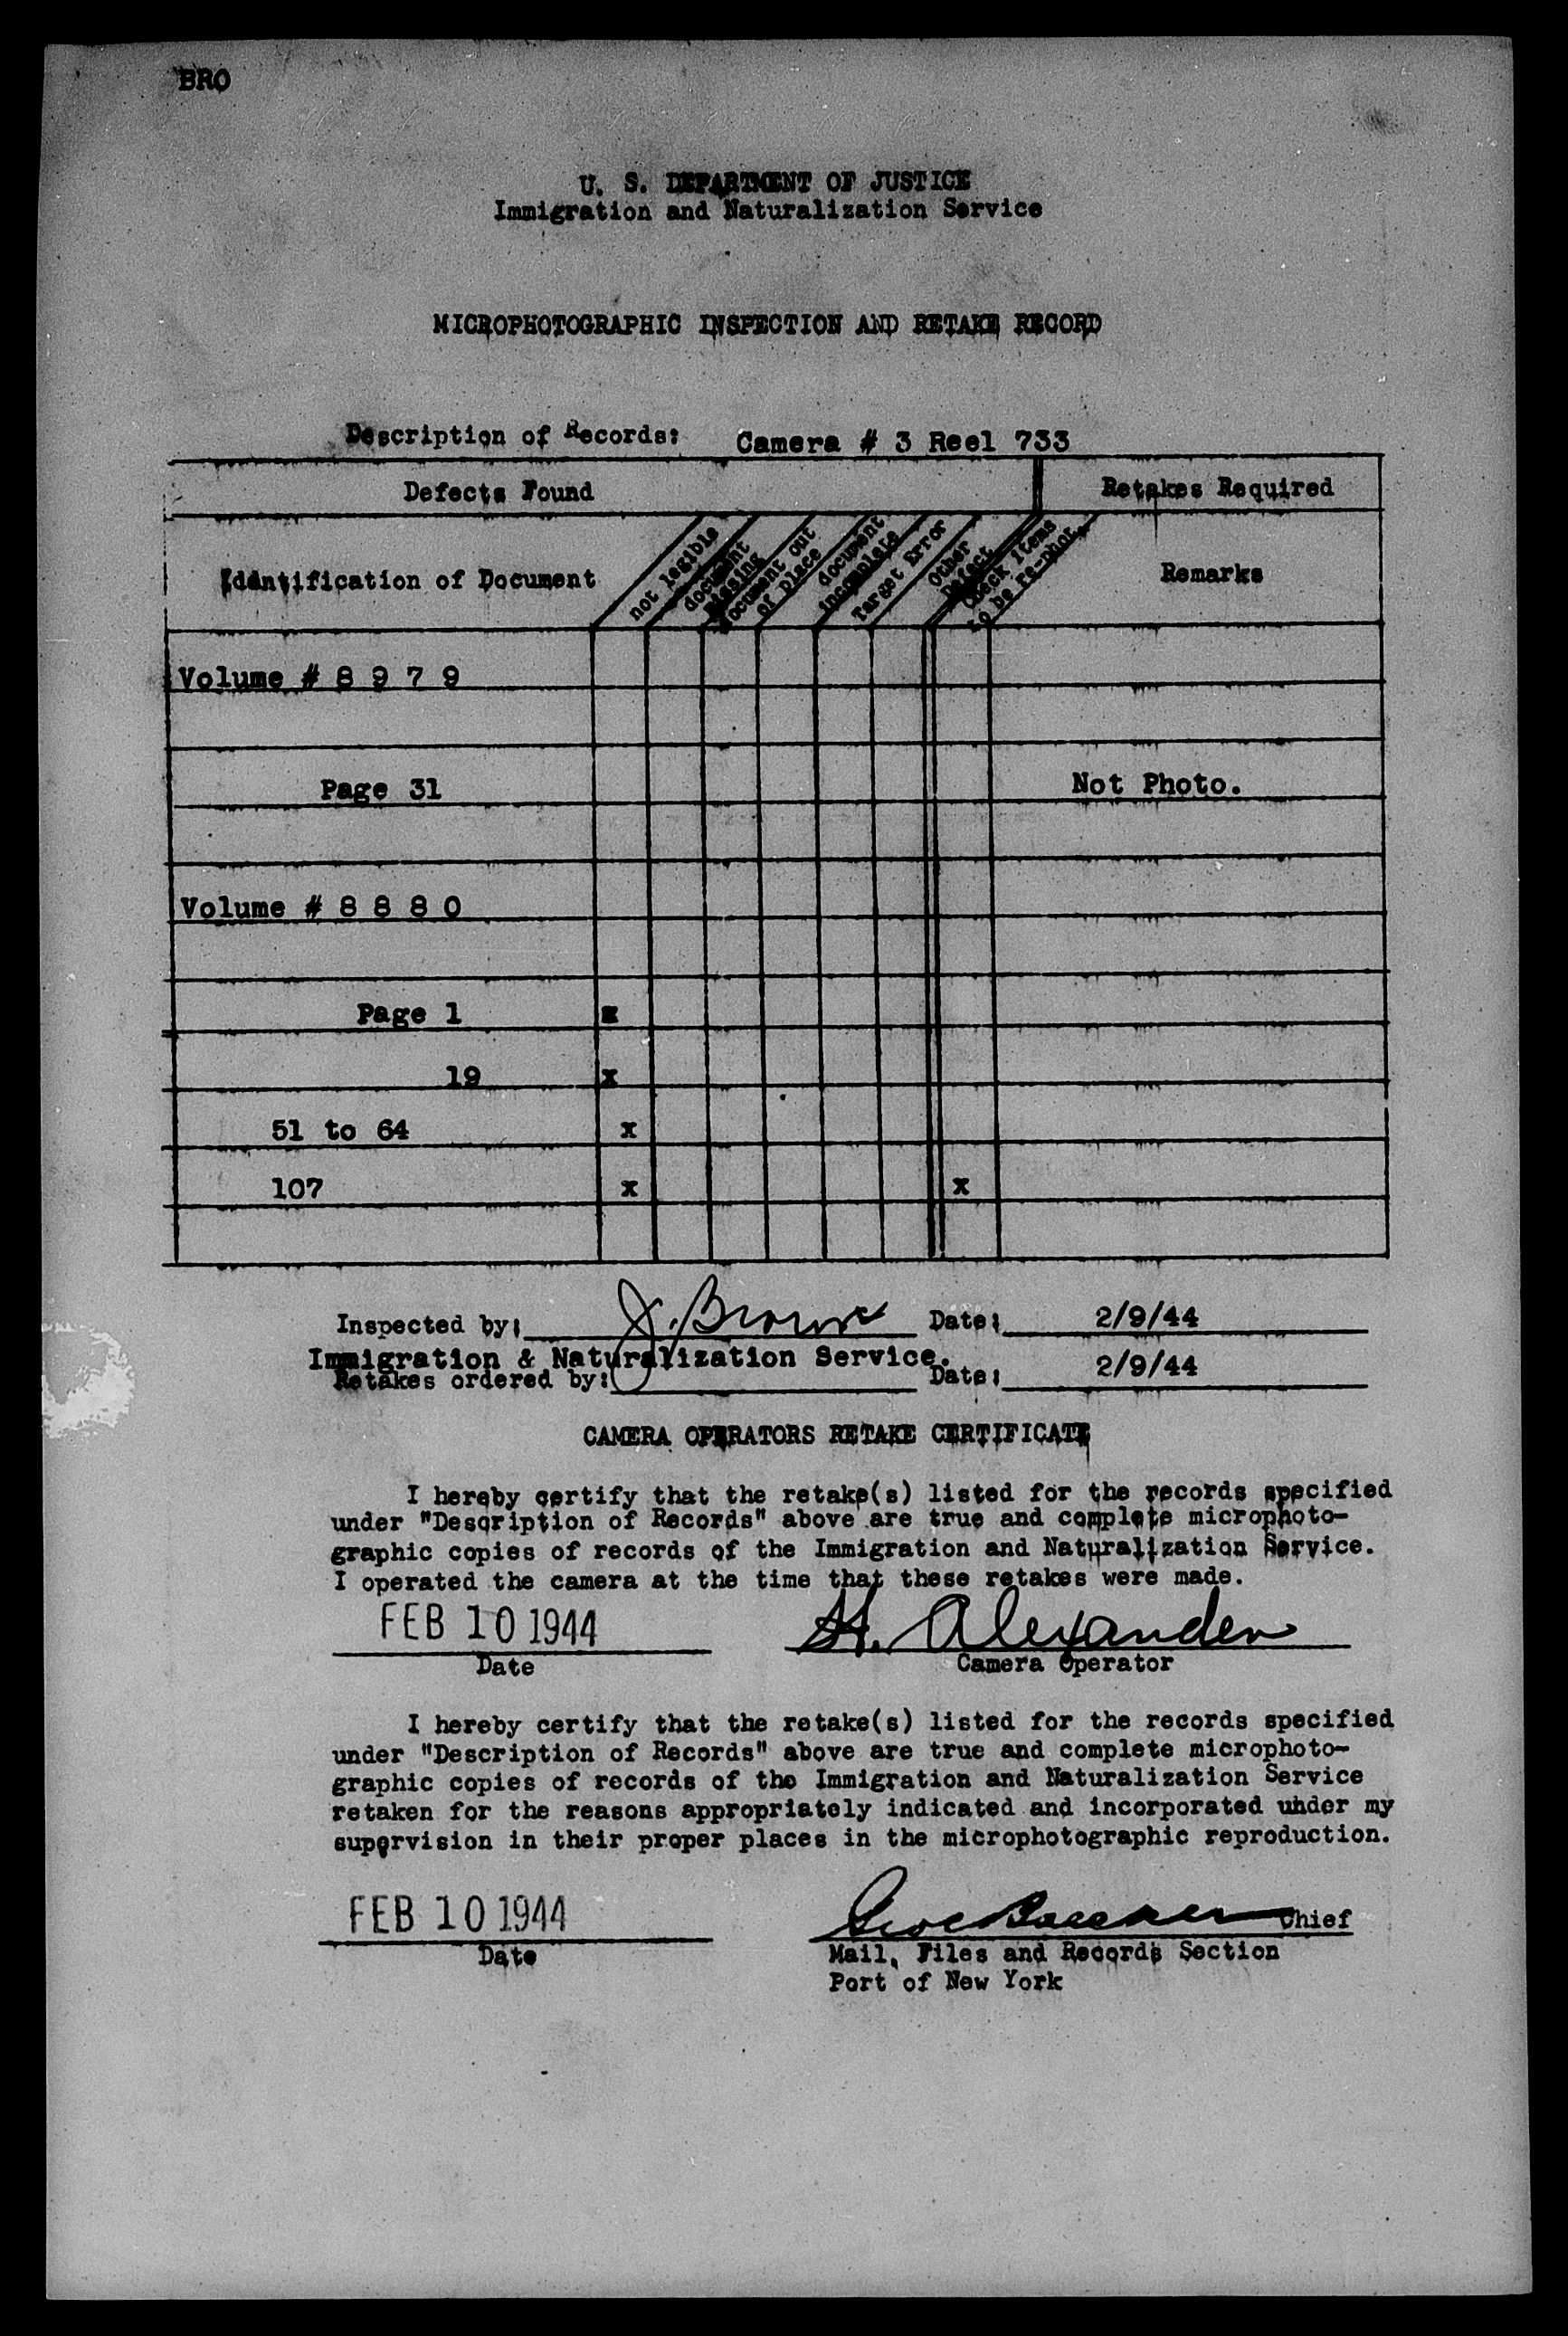 BRO
U. S. DEPARTMENT OF JUSTICE
Immigration and Naturalization Service
MICROPHOTOGRAPHIC INSPECTION AND RETAKE RECORD
Description of Records: Camera # 3 Reel 733
Defects Found Retakes Required
Identification of Document not legible document missing document out of place document incomplete Target Error Other Defect Check items to be re-phot. Remarks
Volume # 8 9 7 9
Page 31 Not Photo.
Volume # 8 8 8 0
Page 1 x
19 x
51 to 64 x
107 x x
Inspected by: J. Brown Date: 2/9/44
Immigration & Naturalization Service.
Retakes ordered by: Date: 2/9/44
CAMERA OPERATORS RETAKE CERTIFICATE
I hereby certify that the retake(s) listed for the records specified
under "Description of Records" above are true and complete microphoto-
graphic copies of records of the Immigration and Naturalization Service.
I operated the camera at the time that these retakes were made.
FEB 10 1944 H. Alexander
Date Camera Operator
I hereby certify that the retake(s) listed for the records specified
under "Description of Records" above are true and complete microphoto-
graphic copies of records of the Immigration and Naturalization Service
retaken for the reasons appropriately indicated and incorporated under my
supervision in their proper places in the microphotographic reproduction.
FEB 10 1944 Chief
Date Mail, Files and Records Section
Port of New York